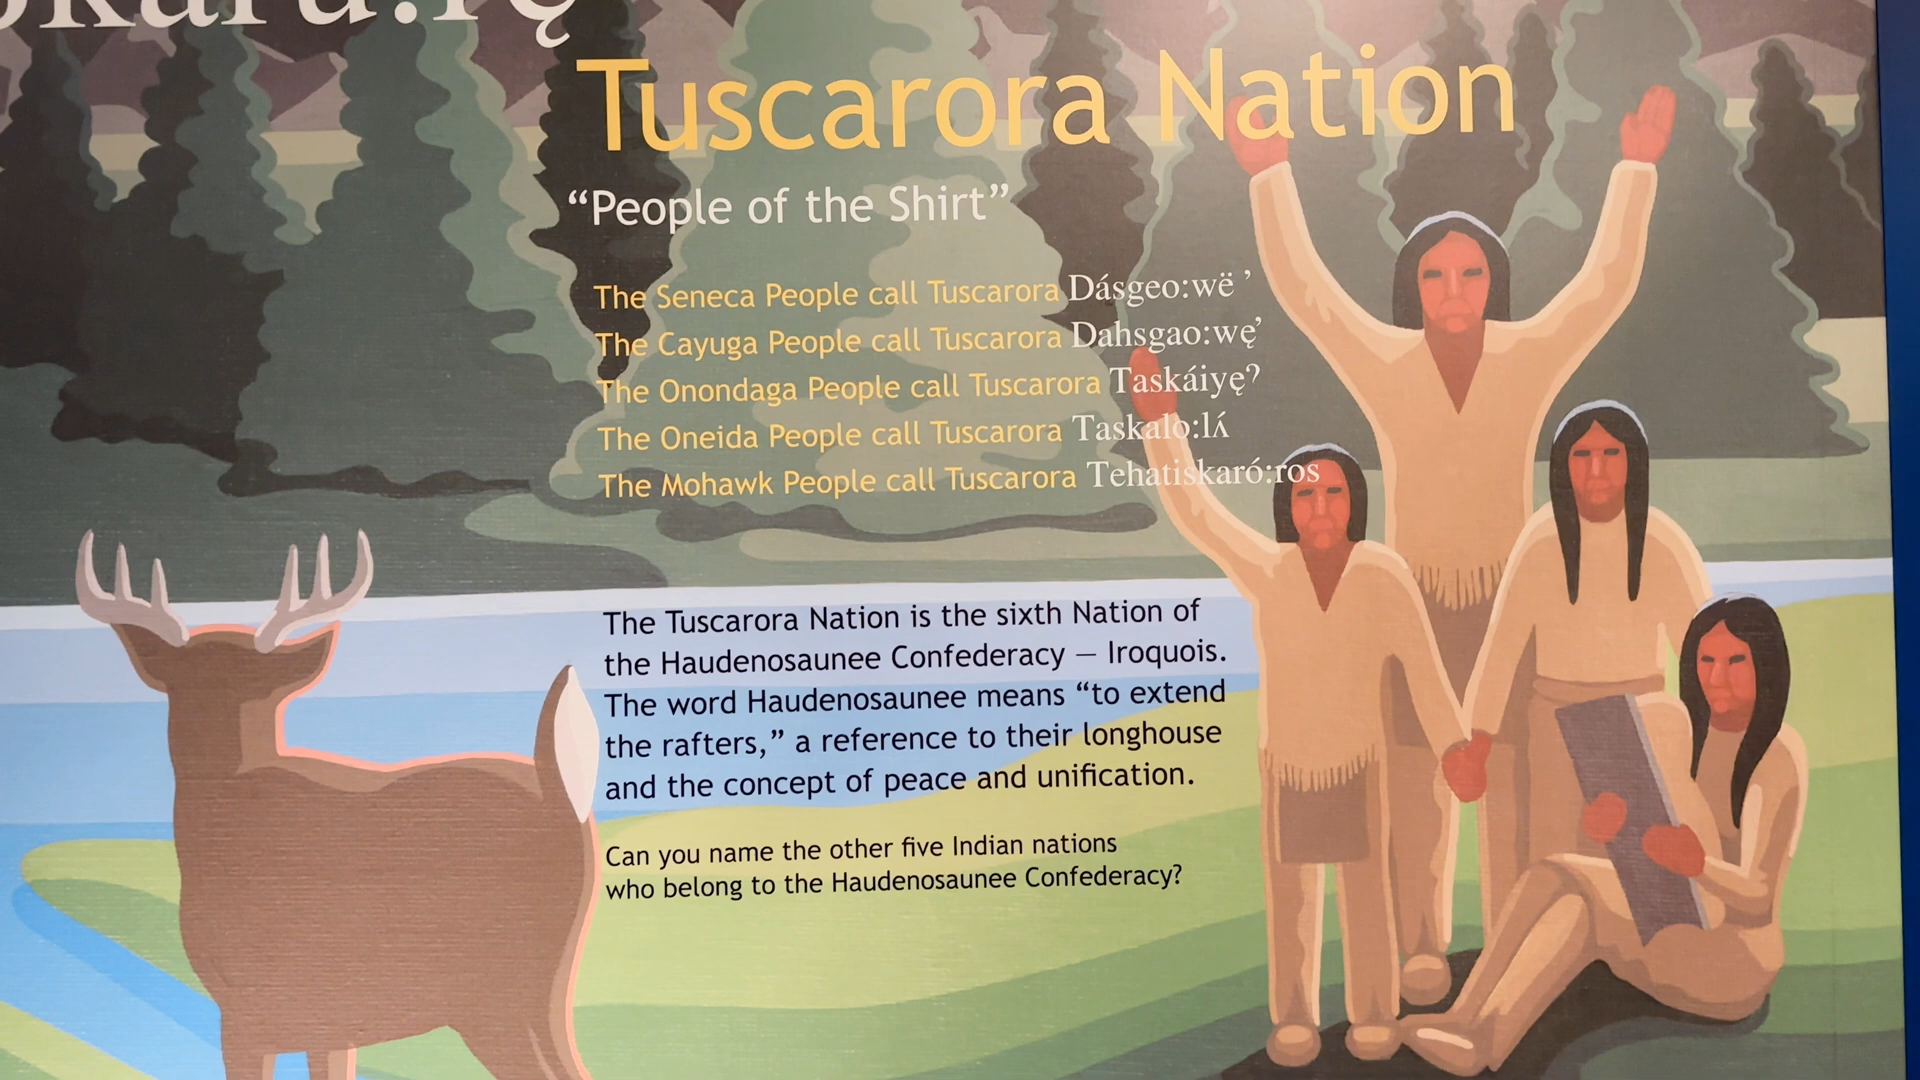 Tuscarora Nation
“People of the Shirt”
The Seneca People call Tuscarora Dásgeo:wë ’
The Cayuga People call Tuscarora Dahsgao:wę’
The Onondaga People call Tuscarora Taskáiyęˀ
The Oneida People call Tuscarora Taskalò:lʌ́
The Mohawk People call Tuscarora Tehatiskaró:ros
The Tuscarora Nation is the sixth Nation of
the Haudenosaunee Confederacy – Iroquois.
The word Haudenosaunee means “to extend
the rafters,” a reference to their longhouse
and the concept of peace and unification.
Can you name the other five Indian nations
who belong to the Haudenosaunee Confederacy?